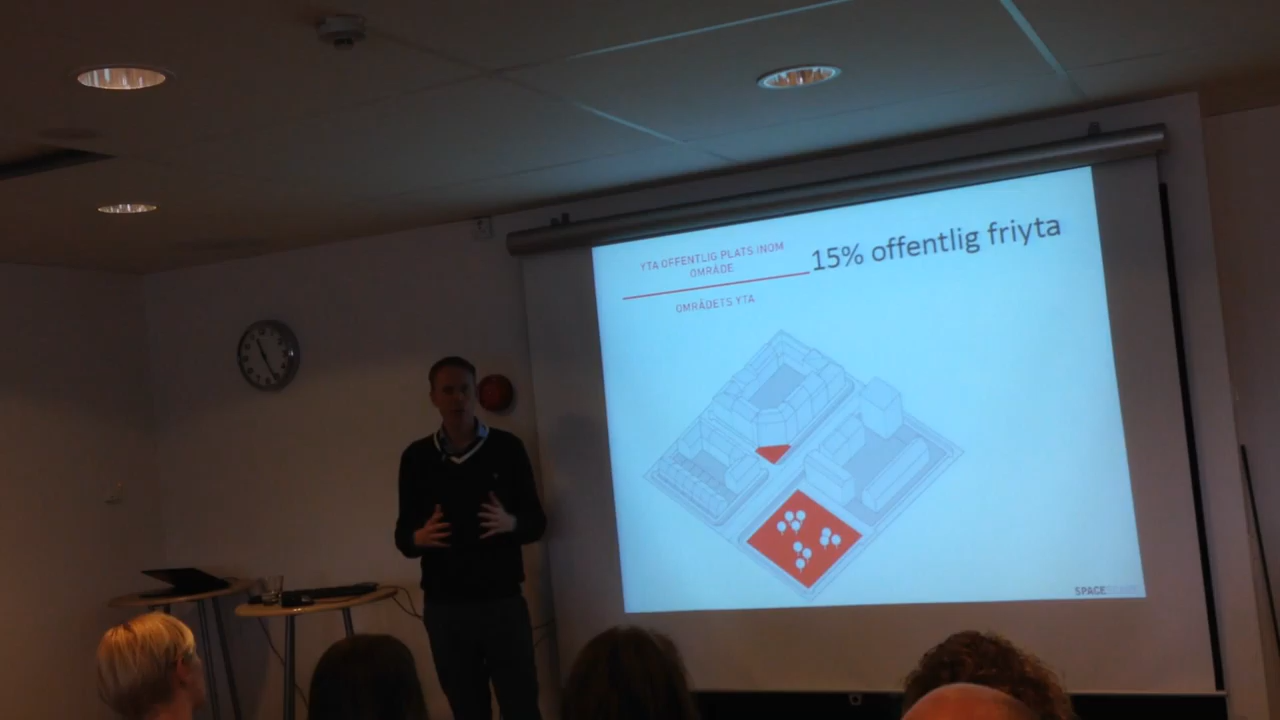 YTA OFFENTLIG PLATS INOM
OMRÅDE
15% offentlig friyta
OMRÅDETS YTA
SPACE